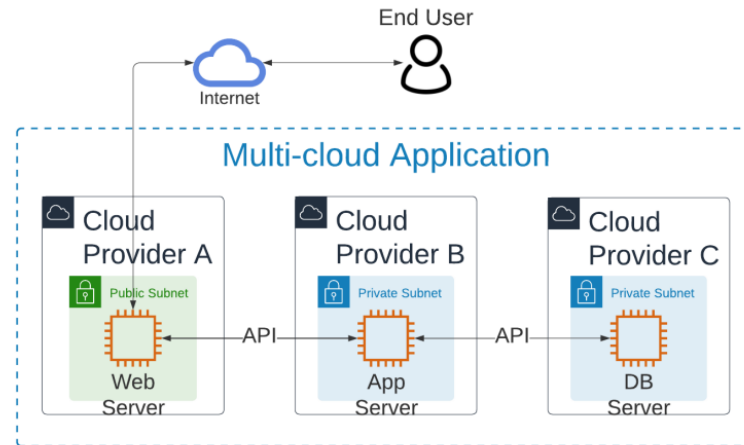 End User
Internet
Multi-cloud Application
Cloud
Provider A
Public Subnet
Web
Server
API
Cloud
Provider B
Private Subnet
App
Server
API
Cloud
Provider C
Private Subnet
DB
Server